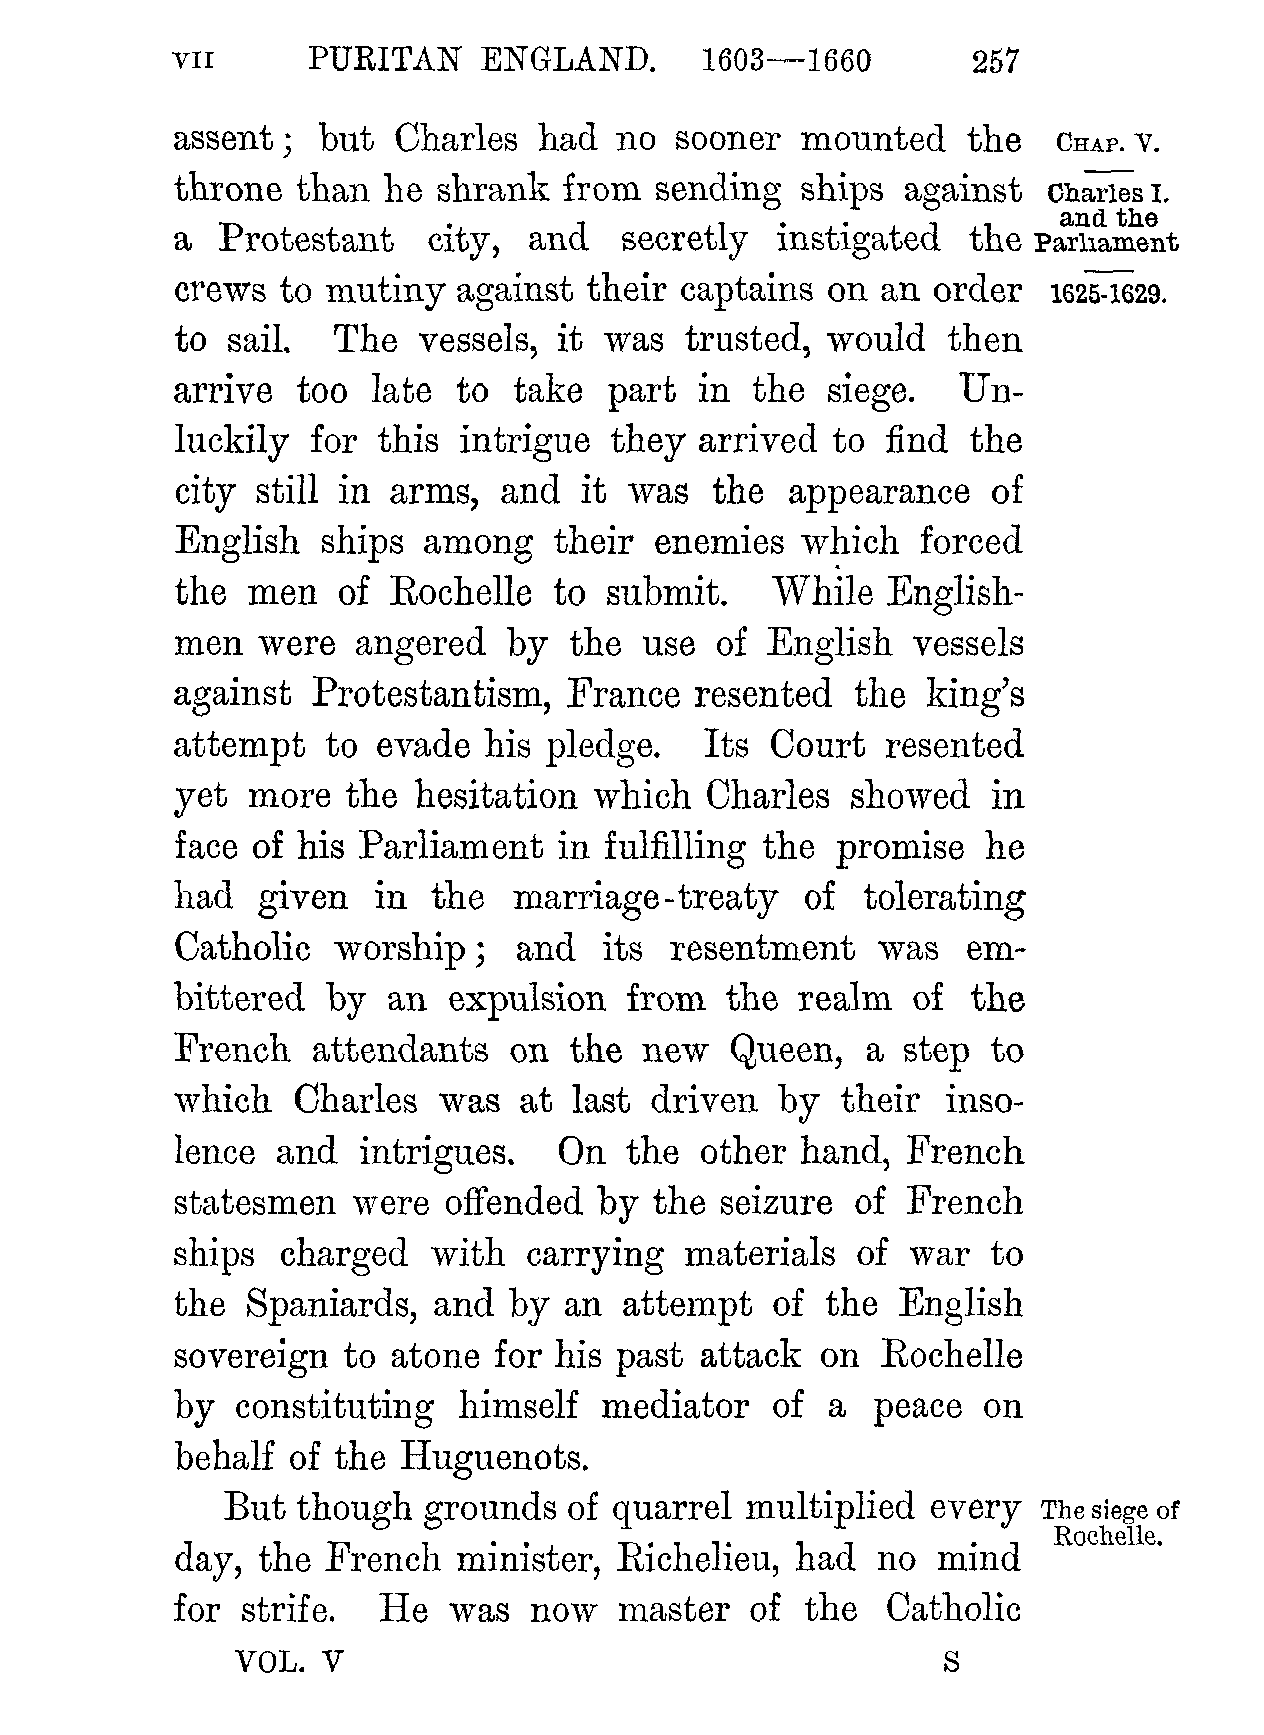 VII PURITAN ENGLAND. 1603—1660 257
assent; but Charles had no sooner mounted the
throne than he shrank from sending ships against
a Protestant city, and secretly instigated the
crews to mutiny against their captains on an order
to sail. The vessels, it was trusted, would then
arrive too late to take part in the siege. Un-
luckily for this intrigue they arrived to find the
city still in arms, and it was the appearance of
English ships among their enemies which forced
the men of Rochelle to submit. While English-
men were angered by the use of English vessels
against Protestantism, France resented the king's
attempt to evade his pledge. Its Court resented
yet more the hesitation which Charles showed in
face of his Parliament in fulfilling the promise he
had given in the marriage-treaty of tolerating
Catholic worship; and its resentment was em-
bittered by an expulsion from the realm of the
French attendants on the new Queen, a step to
which Charles was at last driven by their inso-
lence and intrigues. On the other hand, French
statesmen were offended by the seizure of French
ships charged with carrying materials of war to
the Spaniards, and by an attempt of the English
sovereign to atone for his past attack on Rochelle
by constituting himself mediator of a peace on
behalf of the Huguenots.
But though grounds of quarrel multiplied every
day, the French minister, Richelieu, had no mind
for strife. He was now master of the Catholic
VOL. V S
CHAP. V.
Charles I.
and the
Parliament
1625-1629.
The siege of
Rochelle.